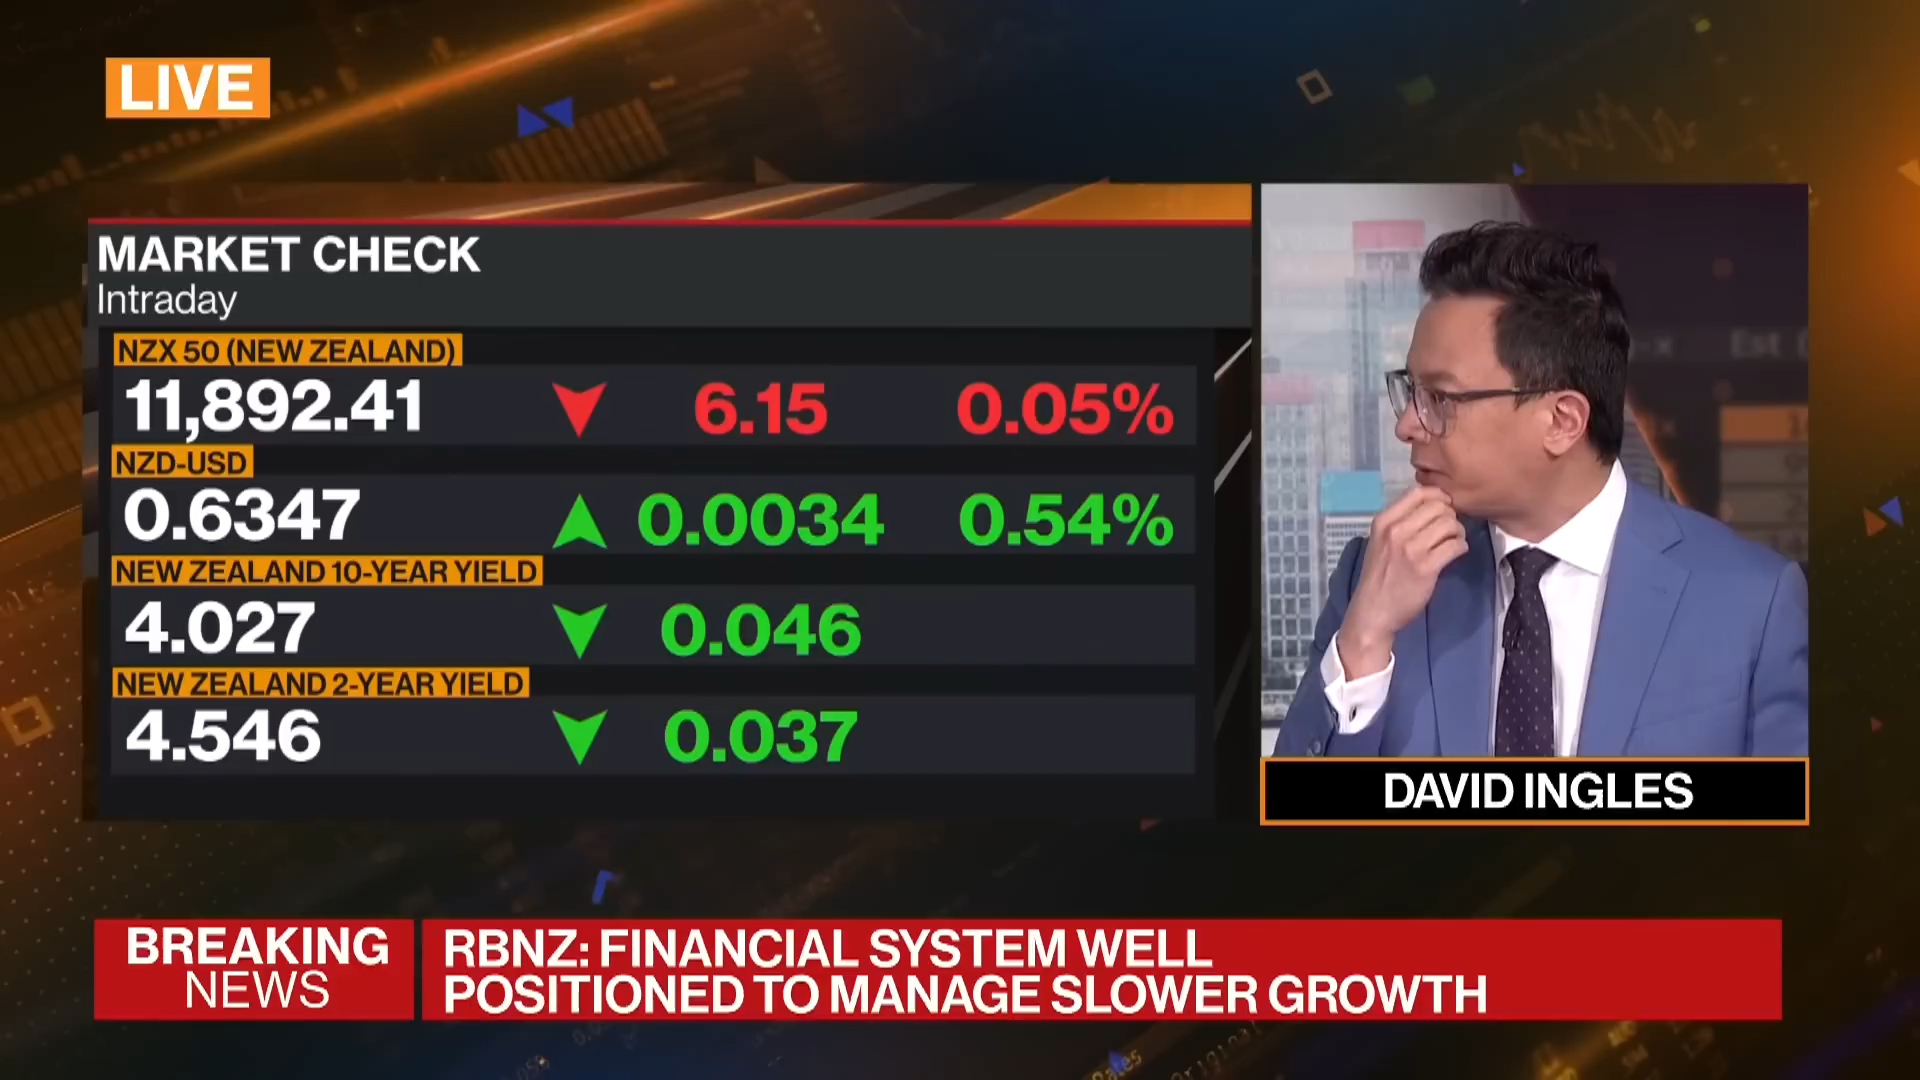 LIVE
MARKET CHECK
Intraday
NZX 50 (NEW ZEALAND)
11,892.41 6.15 0.05%
NZD-USD
0.6347 0.0034 0.54%
NEW ZEALAND 10-YEAR YIELD
4.027 0.046
NEW ZEALAND 2-YEAR YIELD
4.546 0.037
DAVID INGLES
BREAKING
NEWS
RBNZ: FINANCIAL SYSTEM WELL
POSITIONED TO MANAGE SLOWER GROWTH